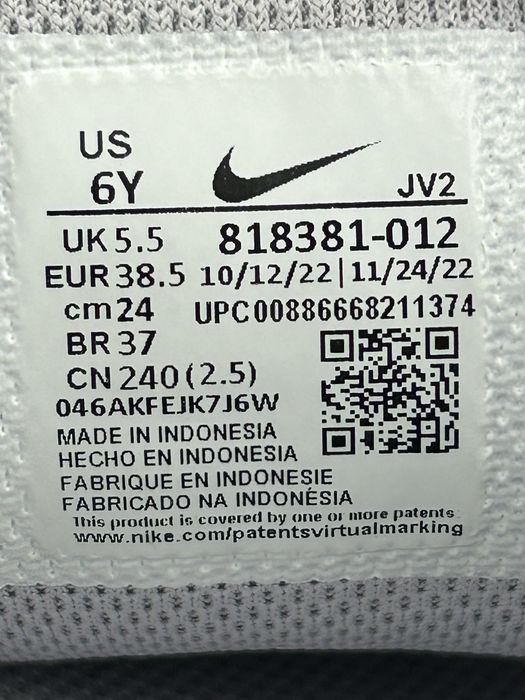 US
6Y
JV2
UK 5.5
818381-012
EUR 38.5
10/12/22|11/24/22
cm 24
UPC 00886668211374
BR 37
CN 240 (2.5)
046AKFEJK7J6W
MADE IN INDONESIA
HECHO EN INDONESIA
FABRIQUE EN INDONESIE
FABRICADO NA INDONÉSIA
This product is covered by one or more patents
www.nike.com/patentsvirtualmarking